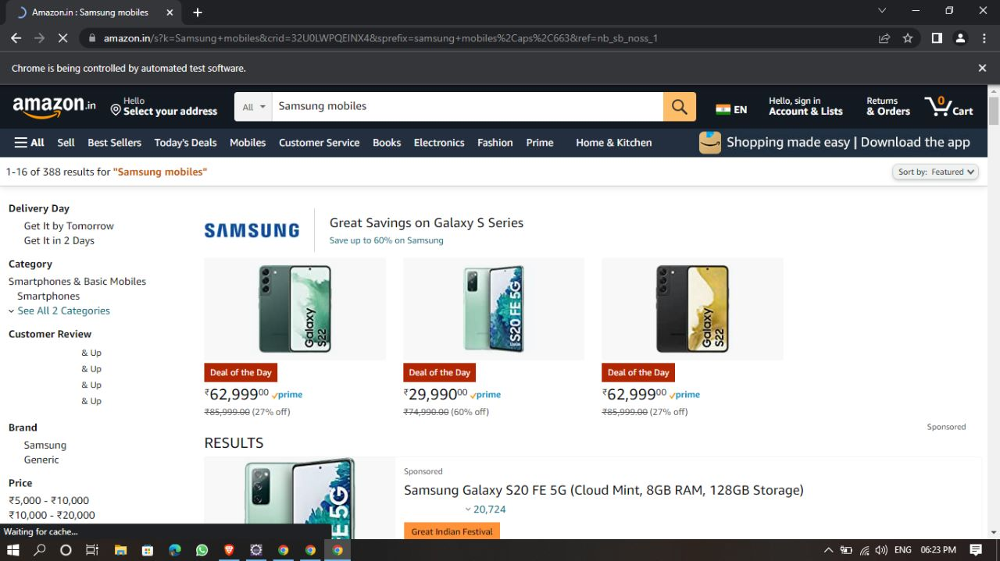 Amazon.in : Samsung mobiles
amazon.in/s?k=Samsung+mobiles&crid=32U0LWPQEINX4&sprefix=samsung+mobiles%2Caps%2C663&ref=nb_sb_noss_1
Chrome is being controlled by automated test software.
amazon.in
Hello
Select your address
All
Samsung mobiles
EN
Hello, sign in
Account & Lists
Returns
& Orders
0
Cart
All Sell Best Sellers Today's Deals Mobiles Customer Service Books Electronics Fashion Prime Home & Kitchen
Shopping made easy | Download the app
1-16 of 388 results for "Samsung mobiles"
Sort by: Featured
Delivery Day
Get It by Tomorrow
Get It in 2 Days
Category
Smartphones & Basic Mobiles
Smartphones
See All 2 Categories
Customer Review
& Up
& Up
& Up
& Up
Brand
Samsung
Generic
Price
₹5,000 - ₹10,000
₹10,000 - ₹20,000
SAMSUNG
Great Savings on Galaxy S Series
Save up to 60% on Samsung
Galaxy
S22
S20 FE 5G
Galaxy
S22
Deal of the Day
₹62,99900 prime
₹85,999.00 (27% off)
Deal of the Day
₹29,99000 prime
₹74,990.00 (60% off)
Deal of the Day
₹62,99900 prime
₹85,999.00 (27% off)
Sponsored
RESULTS
Sponsored
Samsung Galaxy S20 FE 5G (Cloud Mint, 8GB RAM, 128GB Storage)
20,724
Great Indian Festival
E 5G
Waiting for cache...
ENG 06:23 PM